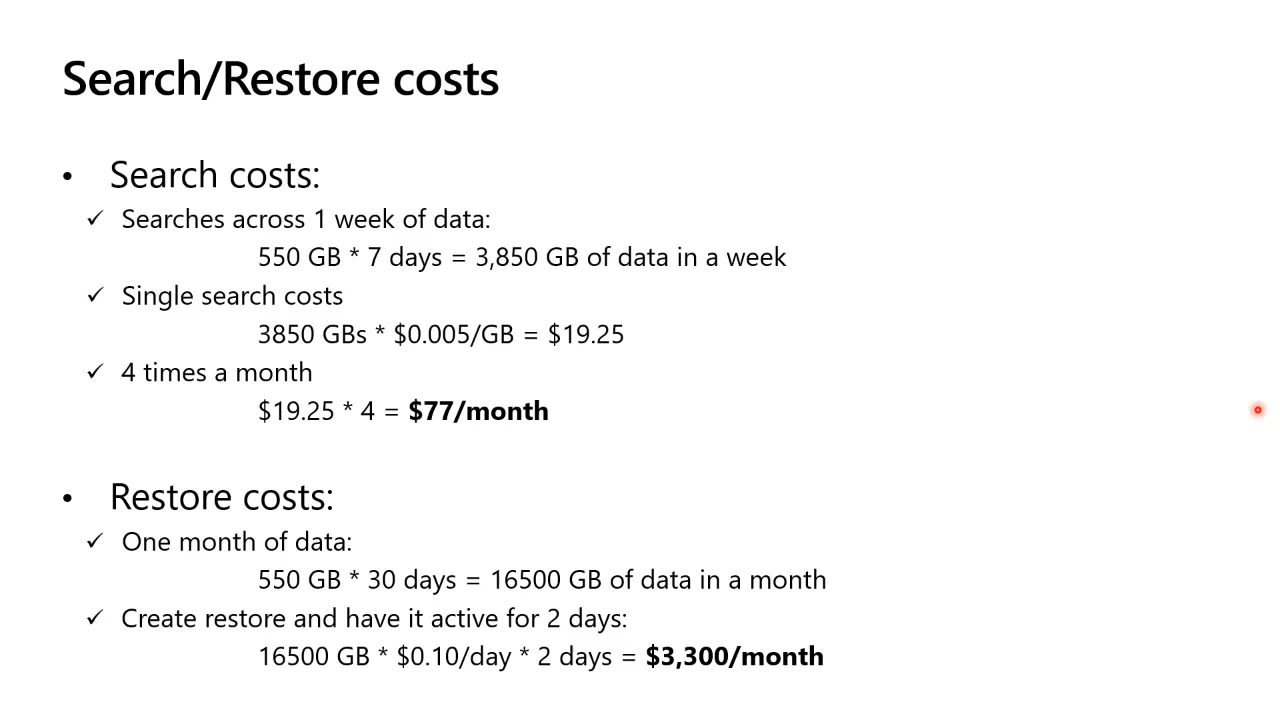 Search/Restore costs
• Search costs:
✓ Searches across 1 week of data:
550 GB * 7 days = 3,850 GB of data in a week
✓ Single search costs
3850 GBs * $0.005/GB = $19.25
✓ 4 times a month
$19.25 * 4 = $77/month
• Restore costs:
✓ One month of data:
550 GB * 30 days = 16500 GB of data in a month
✓ Create restore and have it active for 2 days:
16500 GB * $0.10/day * 2 days = $3,300/month